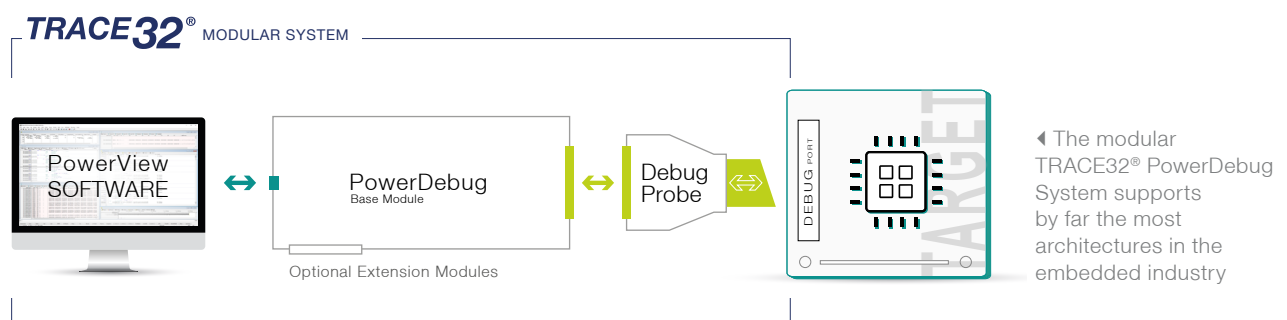 TRACE32® MODULAR SYSTEM
PowerView
SOFTWARE
PowerDebug
Base Module
Optional Extension Modules
Debug
Probe
DEBUG PORT
TARGET
The modular
TRACE32® PowerDebug
System supports
by far the most
architectures in the
embedded industry